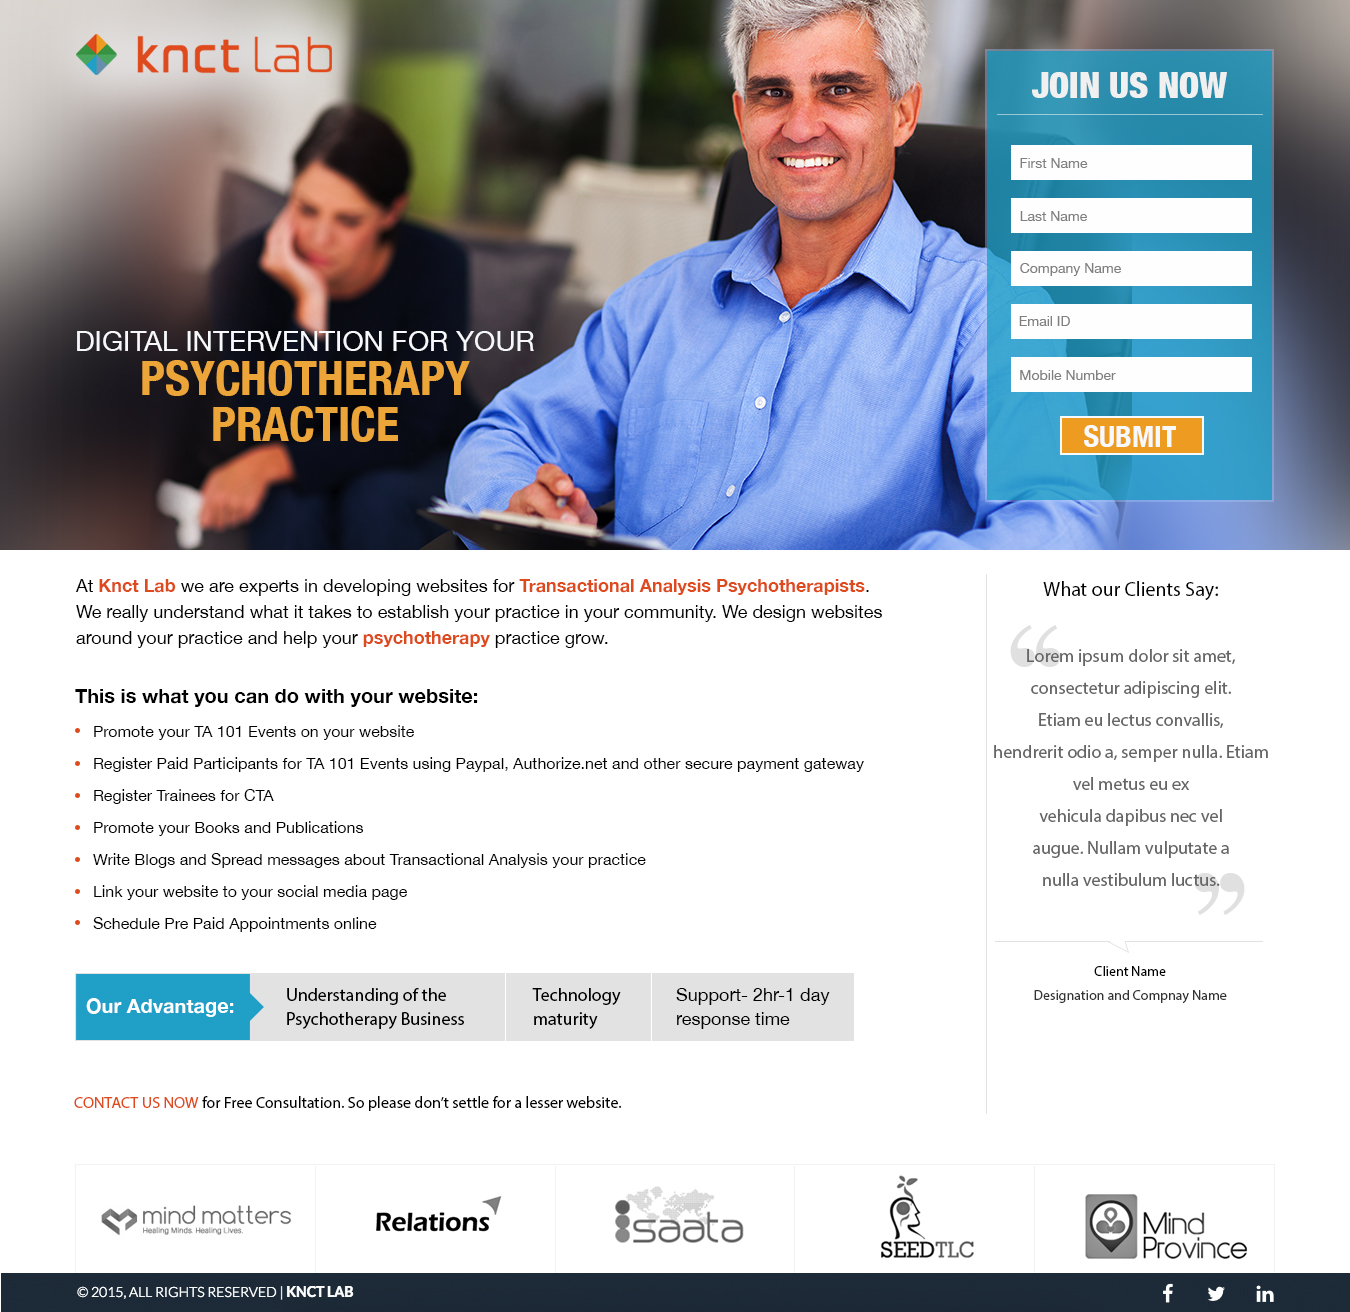 knct Lab
JOIN US NOW
First Name
Last Name
Company Name
Email ID
Mobile Number
SUBMIT
DIGITAL INTERVENTION FOR YOUR
PSYCHOTHERAPY
PRACTICE
At Knct Lab we are experts in developing websites for Transactional Analysis Psychotherapists.
We really understand what it takes to establish your practice in your community. We design websites
around your practice and help your psychotherapy practice grow.
This is what you can do with your website:
• Promote your TA 101 Events on your website
• Register Paid Participants for TA 101 Events using Paypal, Authorize.net and other secure payment gateway
• Register Trainees for CTA
• Promote your Books and Publications
• Write Blogs and Spread messages about Transactional Analysis your practice
• Link your website to your social media page
• Schedule Pre Paid Appointments online
Our Advantage:
Understanding of the
Psychotherapy Business
Technology
maturity
Support- 2hr-1 day
response time
CONTACT US NOW for Free Consultation. So please don’t settle for a lesser website.
What our Clients Say:
“Lorem ipsum dolor sit amet,
consectetur adipiscing elit.
Etiam eu lectus convallis,
hendrerit odio a, semper nulla. Etiam
vel metus eu ex
vehicula dapibus nec vel
augue. Nullam vulputate a
nulla vestibulum luctus.”
Client Name
Designation and Compnay Name
mind matters
Healing Minds. Healing Lives.
Relations
saata
SEEDTLC
Mind
Province
© 2015, ALL RIGHTS RESERVED | KNCT LAB